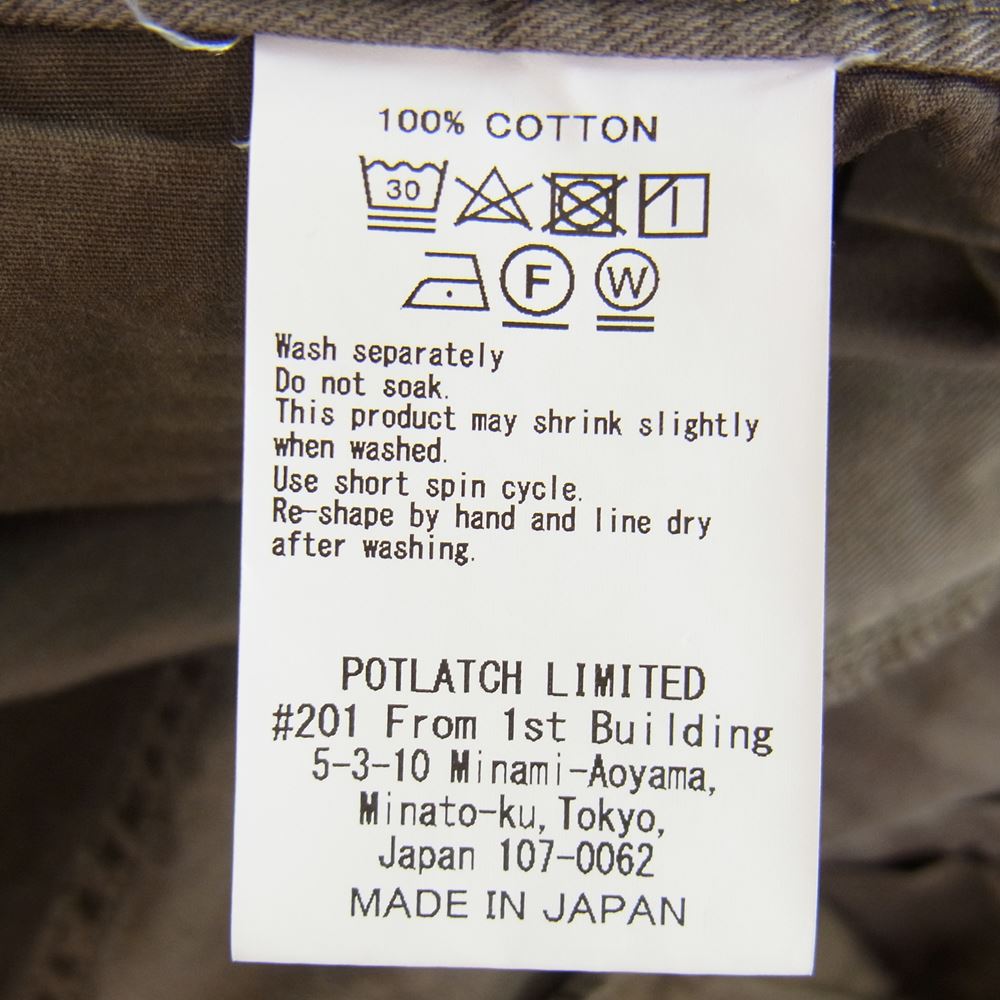 100% COTTON
30
F W
Wash separately
Do not soak.
This product may shrink slightly
when washed.
Use short spin cycle.
Re-shape by hand and line dry
after washing.
POTLATCH LIMITED
#201 From 1st Building
5-3-10 Minami-Aoyama,
Minato-ku,Tokyo,
Japan 107-0062
MADE IN JAPAN